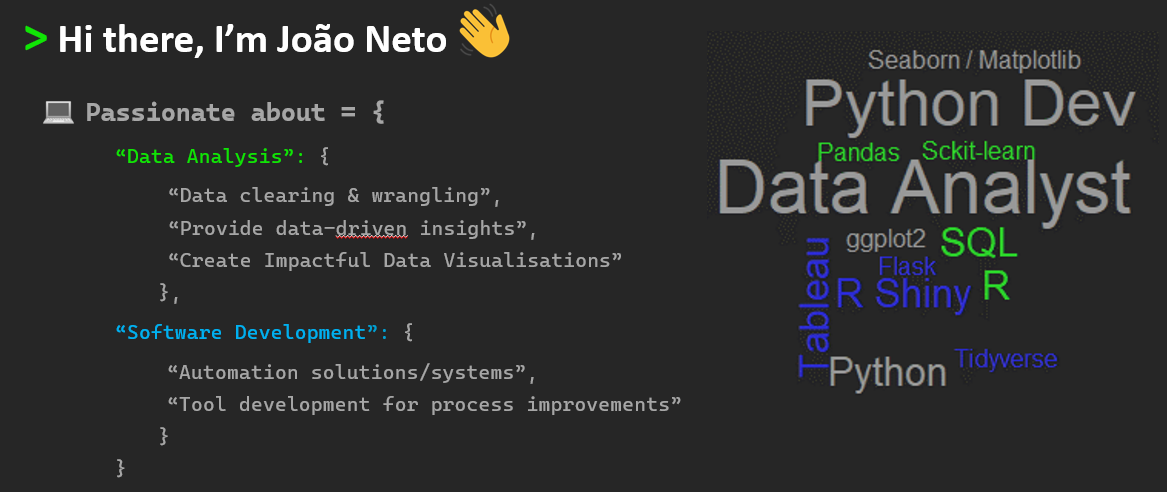 > Hi there, I’m João Neto 👋
💻 Passionate about = {
“Data Analysis”: {
“Data clearing & wrangling”,
“Provide data-driven insights”,
“Create Impactful Data Visualisations”
},
“Software Development”: {
“Automation solutions/systems”,
“Tool development for process improvements”
}
}
Seaborn / Matplotlib
Python Dev
Pandas Sckit-learn
Data Analyst
ggplot2 SQL
Flask
Tableau
R Shiny R
Python Tidyverse